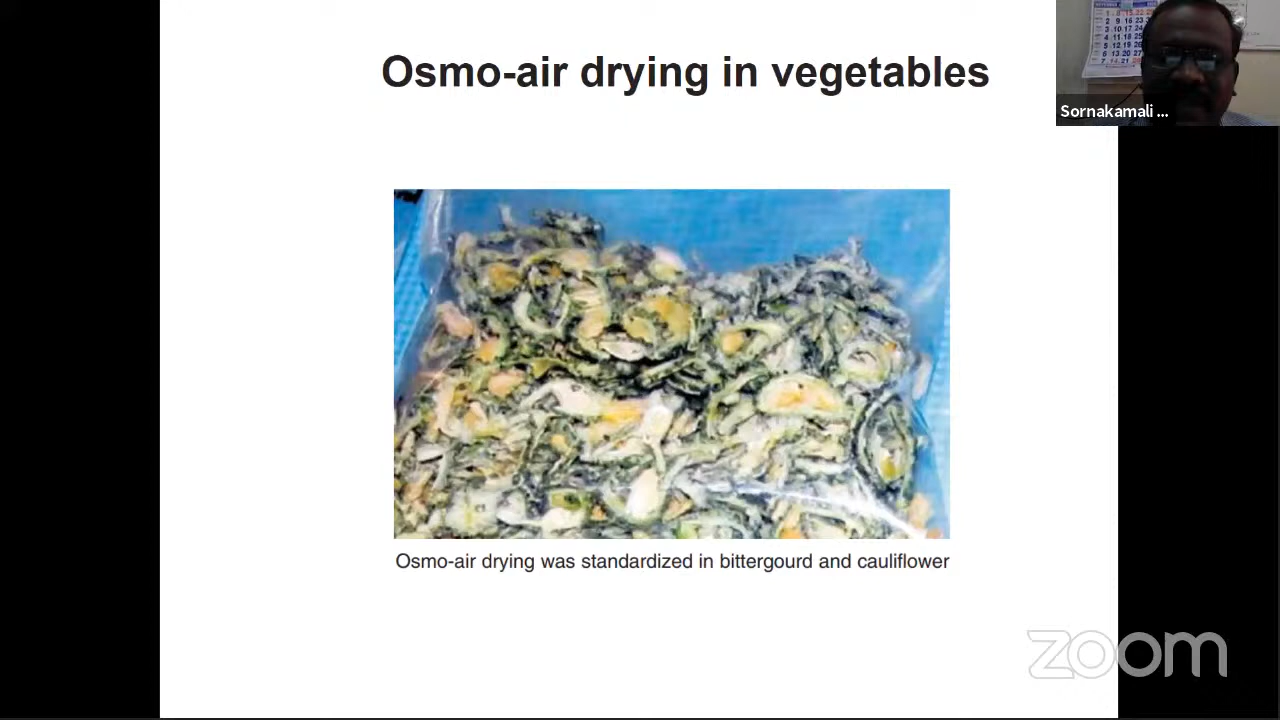 Osmo-air drying in vegetables
Sornakamali ...
Osmo-air drying was standardized in bittergourd and cauliflower
zoom